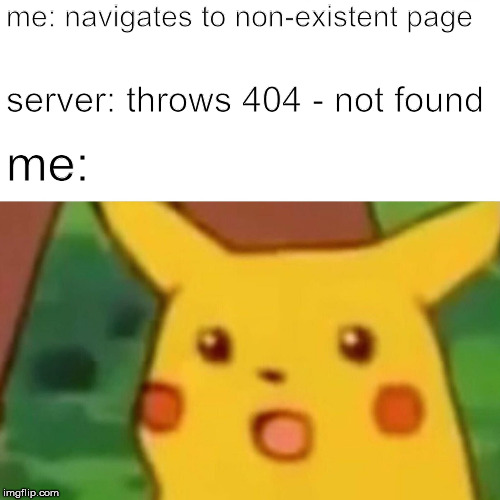 me: navigates to non-existent page
server: throws 404 - not found
me:
imgflip.com